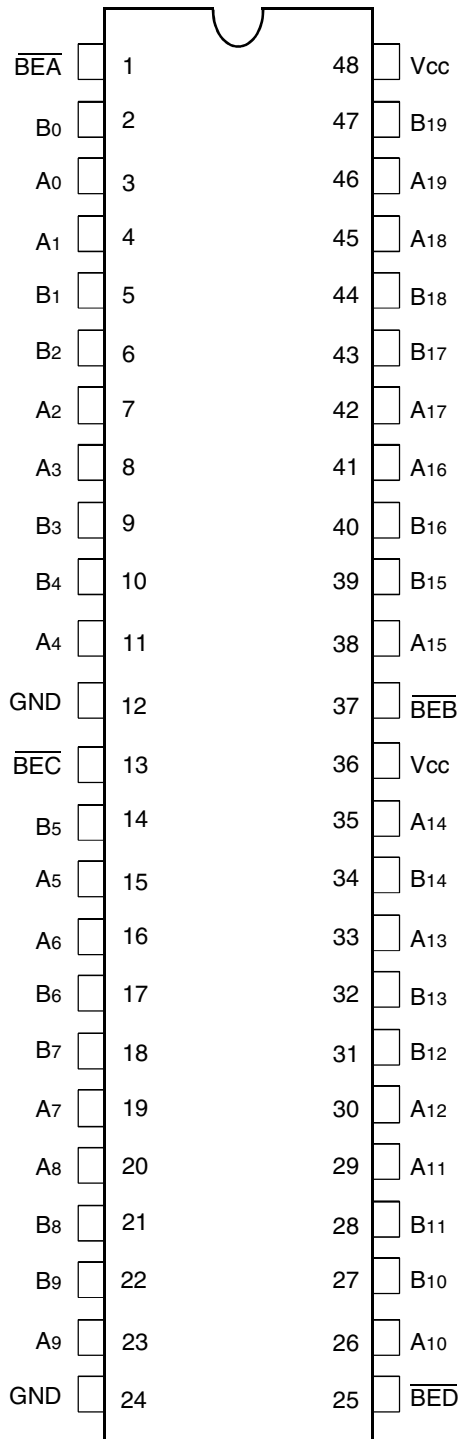 BEA 1 48 Vcc
B0 2 47 B19
A0 3 46 A19
A1 4 45 A18
B1 5 44 B18
B2 6 43 B17
A2 7 42 A17
A3 8 41 A16
B3 9 40 B16
B4 10 39 B15
A4 11 38 A15
GND 12 37 BEB
BEC 13 36 Vcc
B5 14 35 A14
A5 15 34 B14
A6 16 33 A13
B6 17 32 B13
B7 18 31 B12
A7 19 30 A12
A8 20 29 A11
B8 21 28 B11
B9 22 27 B10
A9 23 26 A10
GND 24 25 BED